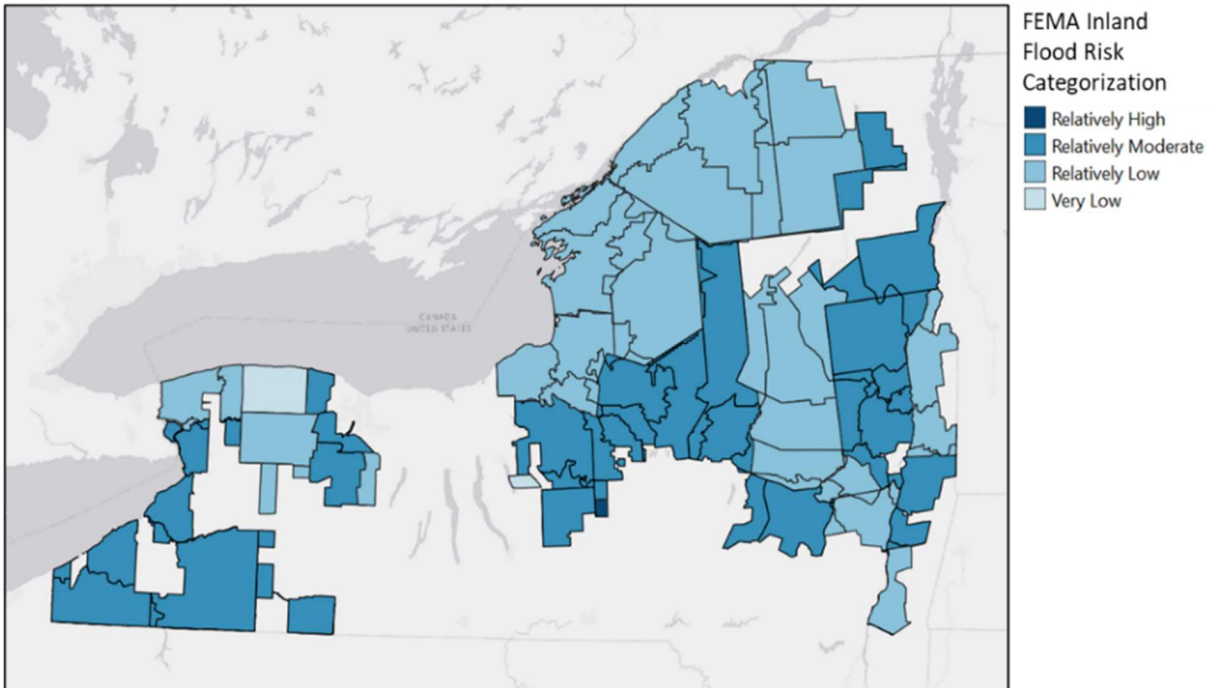 FEMA Inland
Flood Risk
Categorization
Relatively High
Relatively Moderate
Relatively Low
Very Low
CANADA
UNITED STATES